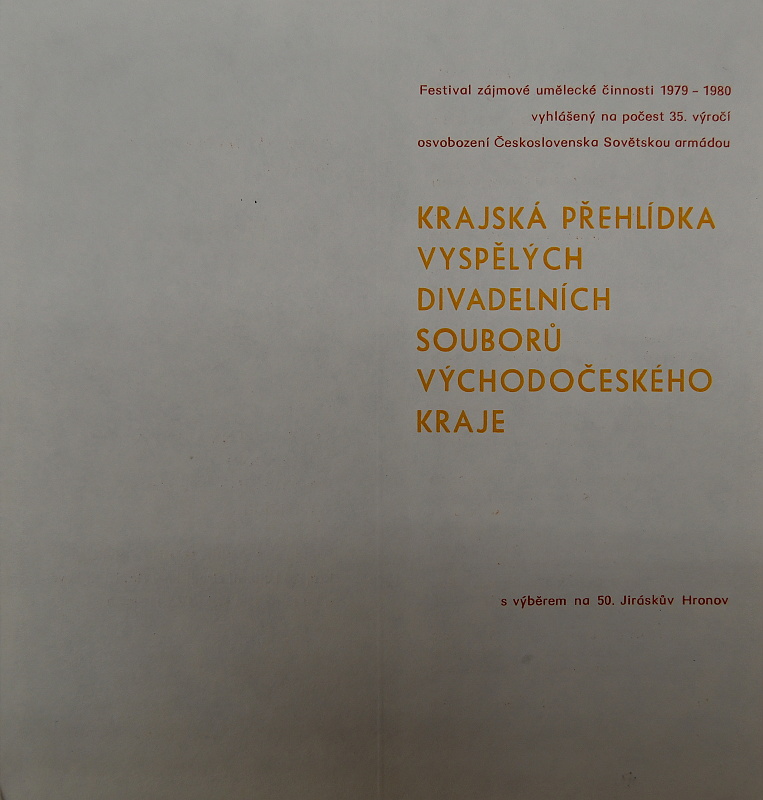 Festival zájmové umělecké činnosti 1979 – 1980
vyhlášený na počest 35. výročí
osvobození Československa Sovětskou armádou
KRAJSKÁ PŘEHLÍDKA
VYSPĚLÝCH
DIVADELNÍCH
SOUBORŮ
VÝCHODOČESKÉHO
KRAJE
s výběrem na 50. Jiráskův Hronov